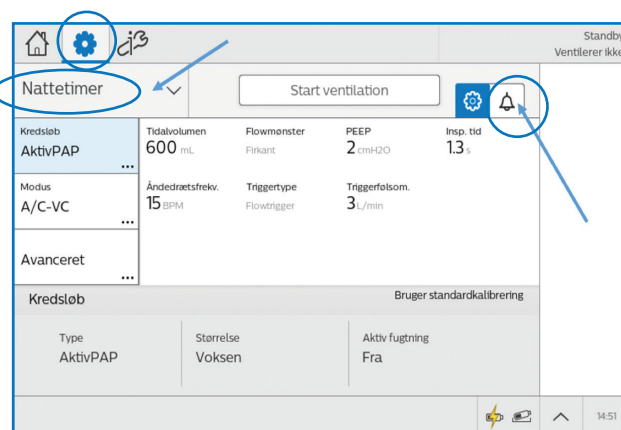 Standby
Ventilerer ikke
Nattetimer
Start ventilation
Kredsløb
AktivPAP
...
Tidalvolumen
600 mL
Flowmønster
Firkant
PEEP
2 cmH2O
Insp. tid
1.3 s
Modus
A/C-VC
...
Åndedrætsfrekv.
15 BPM
Triggertype
Flowtrigger
Triggerfølsom.
3 L/min
Avanceret
...
Kredsløb
Bruger standardkalibrering
Type
AktivPAP
Størrelse
Voksen
Aktiv fugtning
Fra
14:51